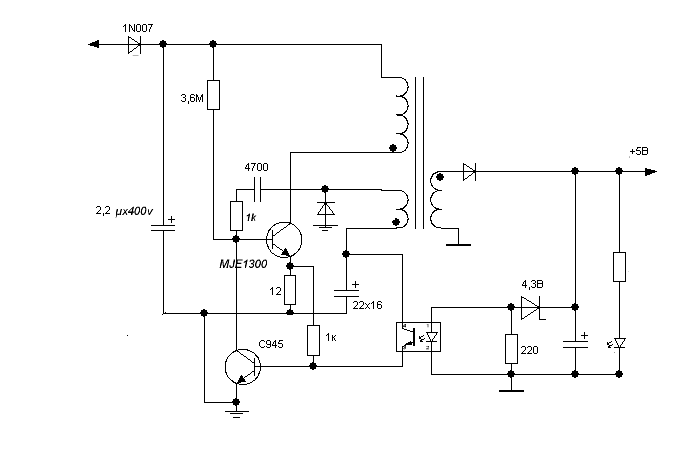 1N007
3,6M
4700
+5В
1k
2,2 µx400v
+
MJE1300
12
+
22x16
4,3В
1к
220
+
C945